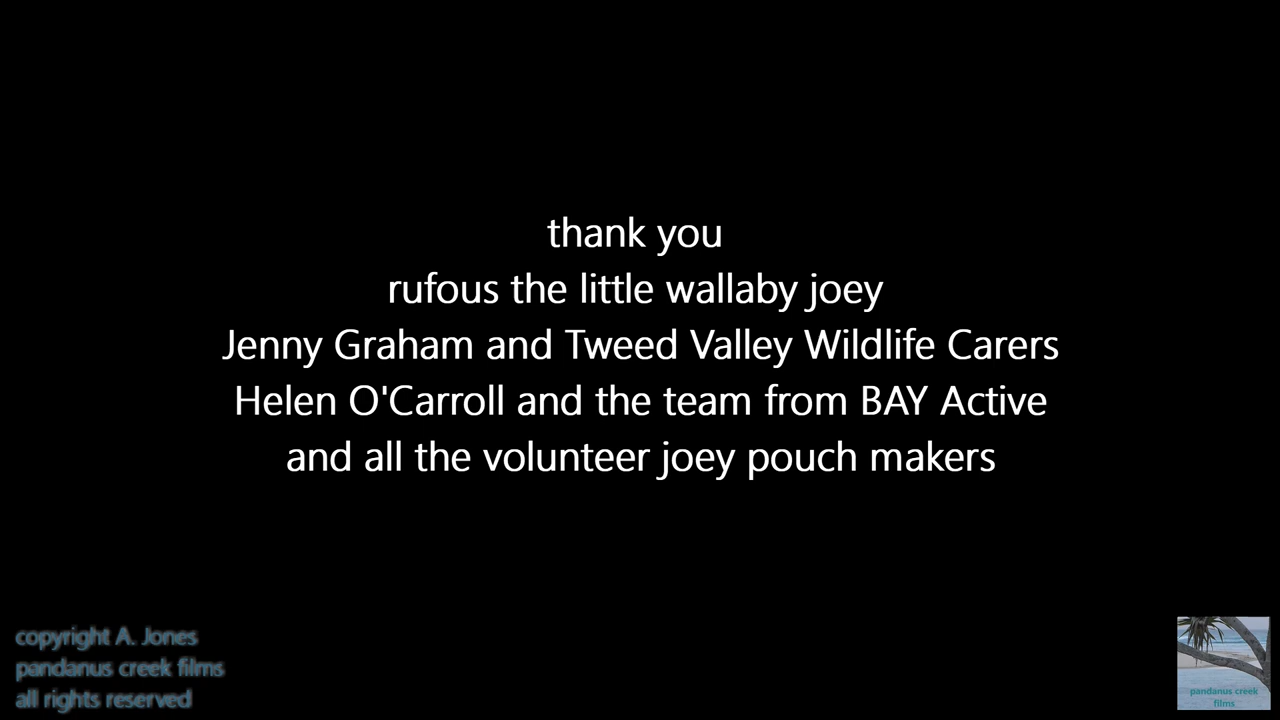 thank you
rufous the little wallaby joey
Jenny Graham and Tweed Valley Wildlife Carers
Helen O'Carroll and the team from BAY Active
and all the volunteer joey pouch makers
copyright A. Jones
pandanus creek films
all rights reserved
pandanus creek
films